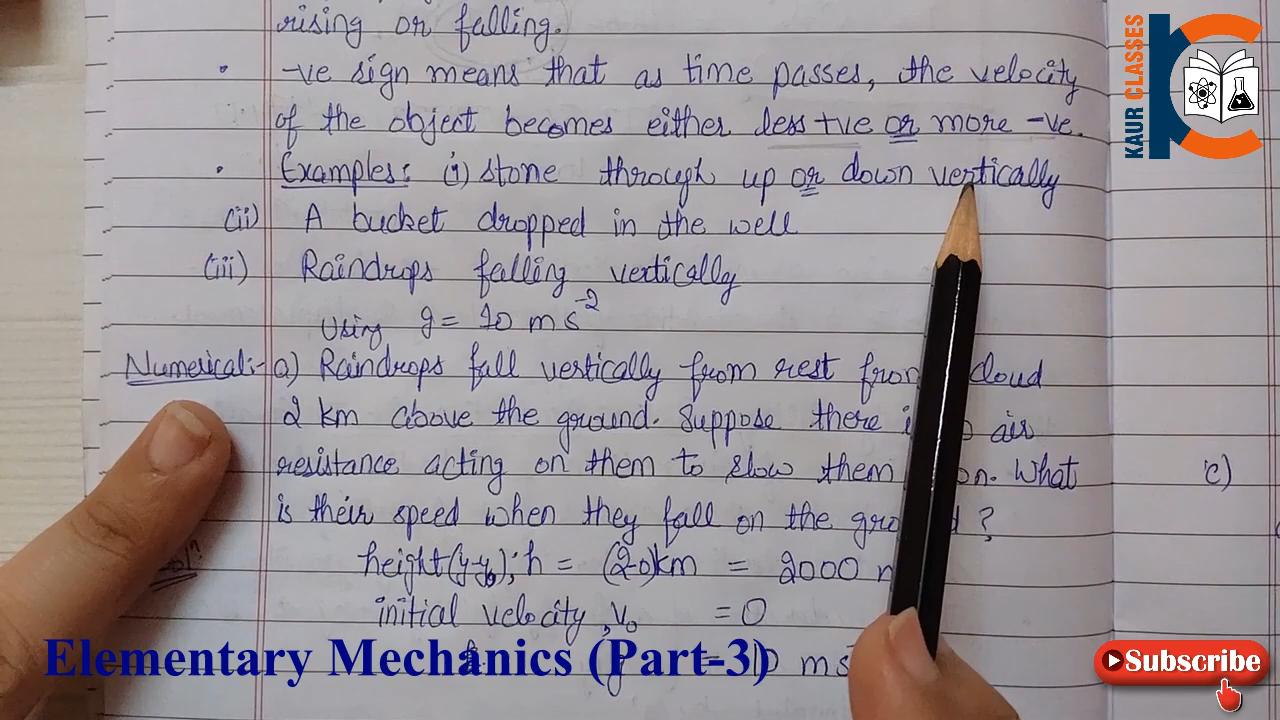 rising or falling.
• -ve sign means that as time passes, the velocity
of the object becomes either less +ve or more -ve.
• Examples: (i) stone through up or down vertically
(ii) A bucket dropped in the well
(iii) Raindrops falling vertically
Using g = 10 m s⁻²
Numerical:- a) Raindrops fall vertically from rest from cloud
2 km above the ground. Suppose there air
resistance acting on them to slow them What
is their speed when they fall on the ground ?
height(y-y₀); h = (2-0)km = 2000
initial velocity, v₀ = 0
g = ms
c)
KAUR CLASSES
Elementary Mechanics (Part-3)
Subscribe